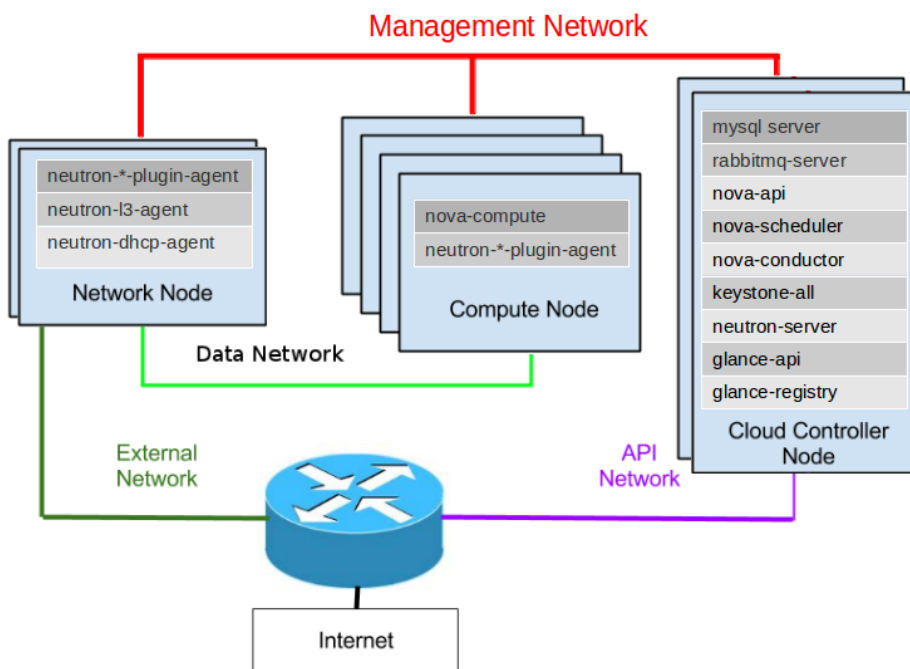 Management Network
neutron-*-plugin-agent
neutron-l3-agent
neutron-dhcp-agent
Network Node
nova-compute
neutron-*-plugin-agent
Compute Node
mysql server
rabbitmq-server
nova-api
nova-scheduler
nova-conductor
keystone-all
neutron-server
glance-api
glance-registry
Cloud Controller
Node
Data Network
External
Network
API
Network
Internet